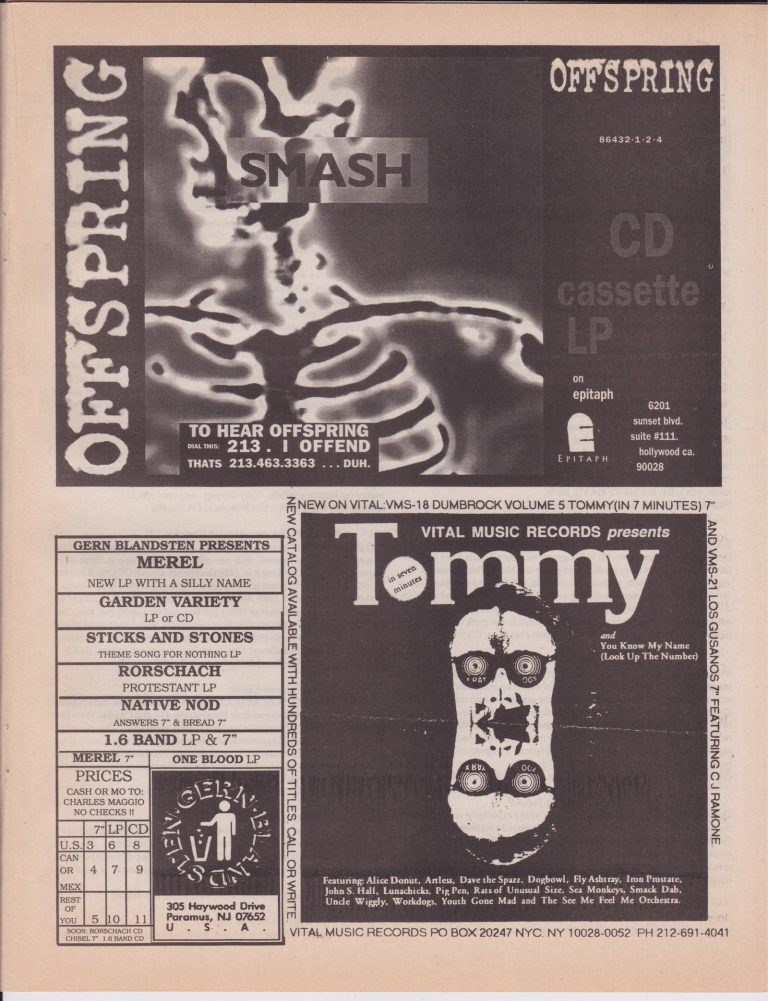 OFFSPRING
SMASH
TO HEAR OFFSPRING
DIAL THIS: 213 . I OFFEND
THATS 213.463.3363 ... DUH.
OFFSPRING
86432-1-2-4
CD
cassette
LP
on
epitaph
EPITAPH
6201
sunset blvd.
suite #111.
hollywood ca.
90028
GERN BLANDSTEN PRESENTS
MEREL
NEW LP WITH A SILLY NAME
GARDEN VARIETY
LP or CD
STICKS AND STONES
THEME SONG FOR NOTHING LP
RORSCHACH
PROTESTANT LP
NATIVE NOD
ANSWERS 7" & BREAD 7"
1.6 BAND LP & 7"
MEREL 7" ONE BLOOD LP
PRICES
CASH OR MO TO:
CHARLES MAGGIO
NO CHECKS !!
7" LP CD
U.S. 3 6 8
CAN
OR 4 7 9
MEX
REST
OF
YOU 5 10 11
SOON: RORSCHACH CD
CHISEL 7" 1.6 BAND CD
GERN·BLANDSTEN
305 Haywood Drive
Paramus, NJ 07652
U. S. A.
NEW ON VITAL:VMS-18 DUMBROCK VOLUME 5 TOMMY(IN 7 MINUTES) 7"
AND VMS-21 LOS GUSANOS 7" FEATURING C J RAMONE.
NEW CATALOG AVAILABLE WITH HUNDREDS OF TITLES. CALL OR WRITE
VITAL MUSIC RECORDS presents
Tommy
in seven
minutes
and
You Know My Name
(Look Up The Number)
X RAY OGS
X RAY OGS
Featuring: Alice Donut, Artless, Dave the Spazz, Dogbowl, Fly Ashtray, Iron Prostate,
John S. Hall, Lunachicks, Pig Pen, Rats of Unusual Size, Sea Monkeys, Smack Dab,
Uncle Wiggly, Workdogs, Youth Gone Mad and The See Me Feel Me Orchestra.
VITAL MUSIC RECORDS PO BOX 20247 NYC. NY 10028-0052 PH 212-691-4041